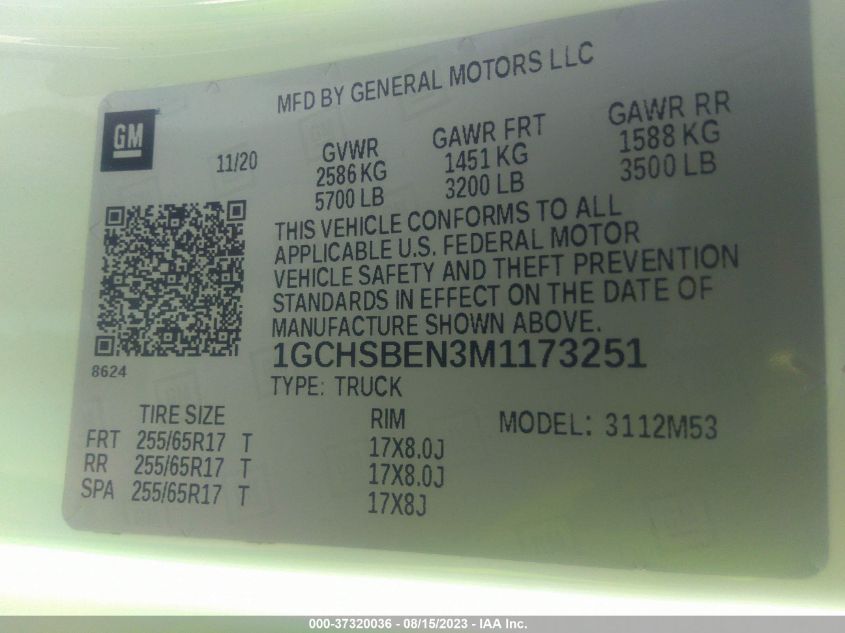 MFD BY GENERAL MOTORS LLC
GM
11/20
GVWR
2586 KG
5700 LB
GAWR FRT
1451 KG
3200 LB
GAWR RR
1588 KG
3500 LB
THIS VEHICLE CONFORMS TO ALL
APPLICABLE U.S. FEDERAL MOTOR
VEHICLE SAFETY AND THEFT PREVENTION
STANDARDS IN EFFECT ON THE DATE OF
MANUFACTURE SHOWN ABOVE.
8624
1GCHSBEN3M1173251
TYPE: TRUCK
MODEL: 3112M53
TIRE SIZE RIM
FRT 255/65R17 T 17X8.0J
RR 255/65R17 T 17X8.0J
SPA 255/65R17 T 17X8J
000-37320036 - 08/15/2023 - IAA Inc.